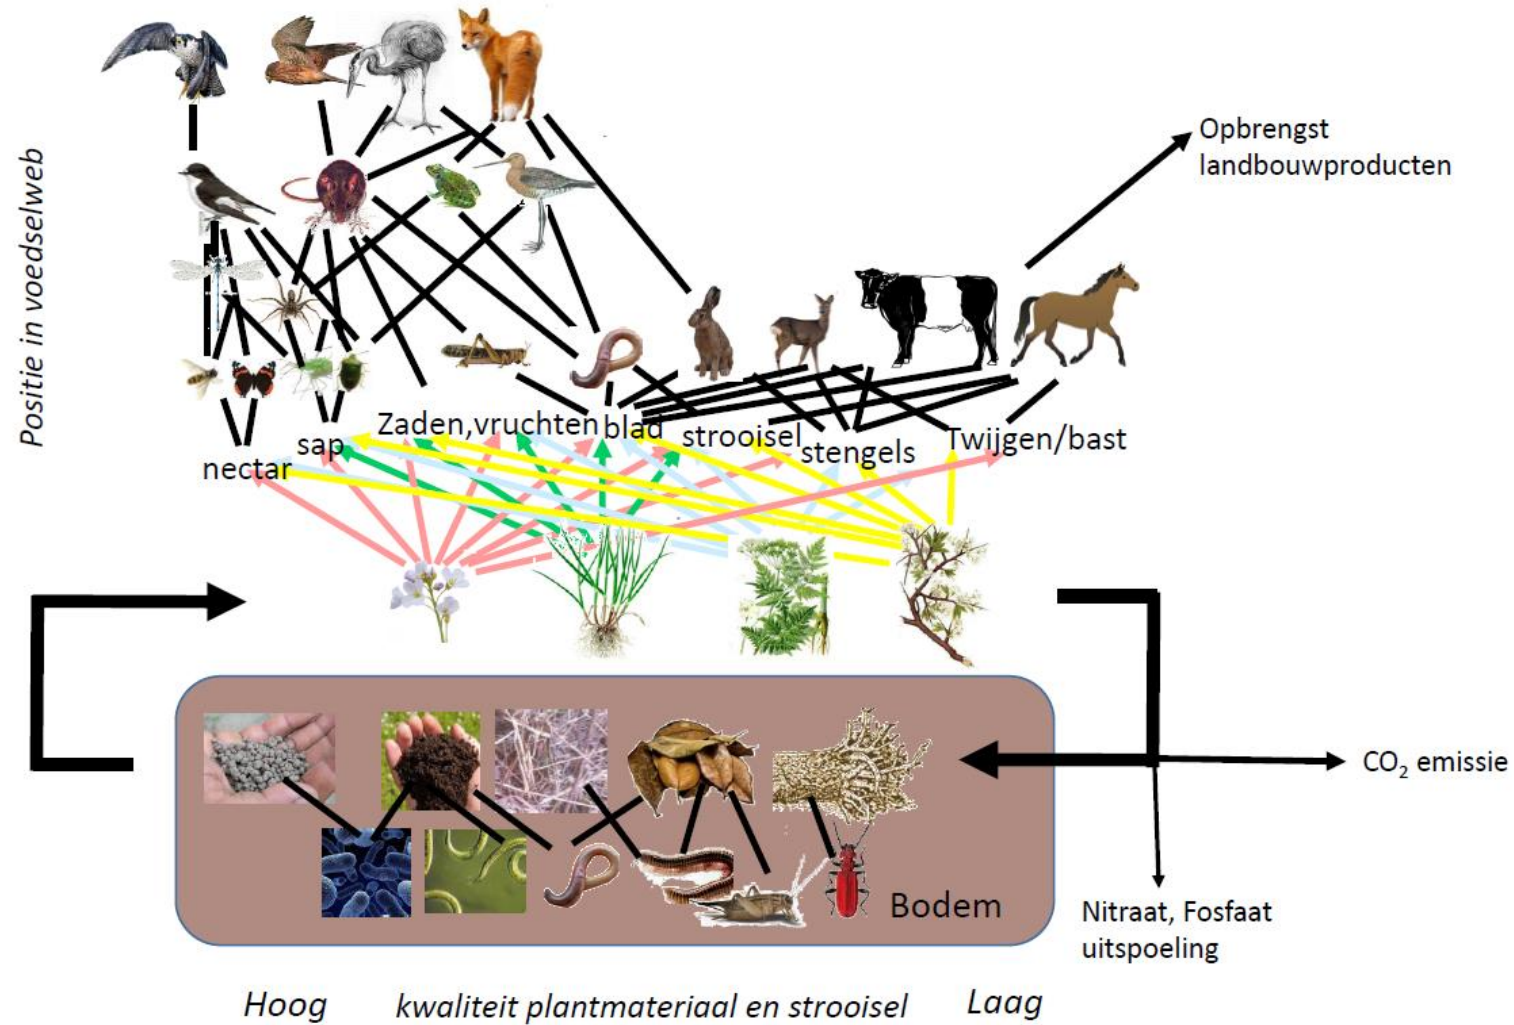 Positie in voedselweb
Opbrengst
landbouwproducten
Zaden,vruchten
blad
strooisel
stengels
Twijgen/bast
sap
nectar
CO₂ emissie
Bodem
Nitraat, Fosfaat
uitspoeling
Hoog
kwaliteit plantmateriaal en strooisel
Laag